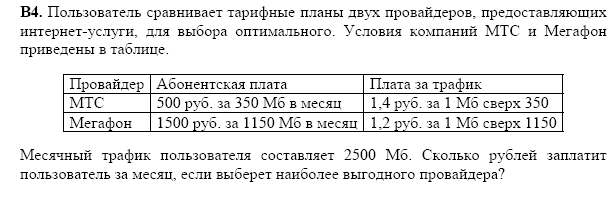 В4. Пользователь сравнивает тарифные планы двух провайдеров, предоставляющих
интернет-услуги, для выбора оптимального. Условия компаний МТС и Мегафон
приведены в таблице.
Провайдер Абонентская плата Плата за трафик
МТС 500 руб. за 350 Мб в месяц 1,4 руб. за 1 Мб сверх 350
Мегафон 1500 руб. за 1150 Мб в месяц 1,2 руб. за 1 Мб сверх 1150
Месячный трафик пользователя составляет 2500 Мб. Сколько рублей заплатит
пользователь за месяц, если выберет наиболее выгодного провайдера?